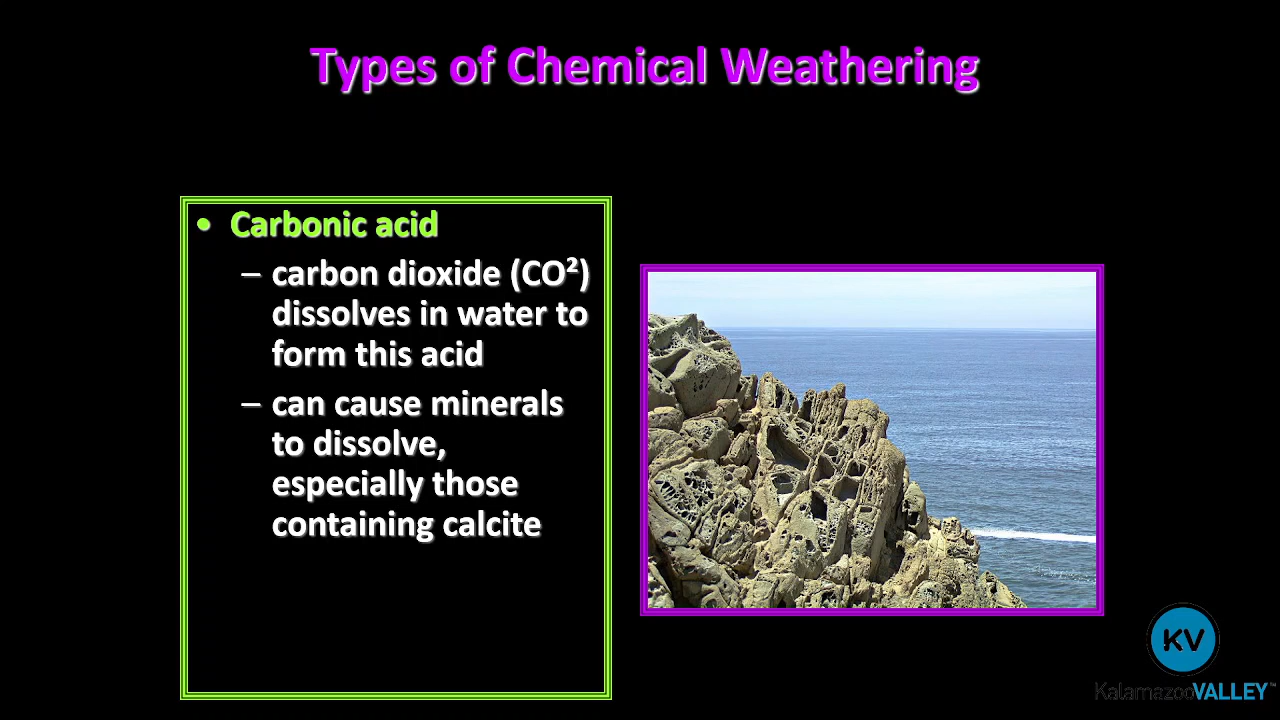 Types of Chemical Weathering
• Carbonic acid
– carbon dioxide (CO²)
dissolves in water to
form this acid
– can cause minerals
to dissolve,
especially those
containing calcite
KV
KalamazooVALLEY™